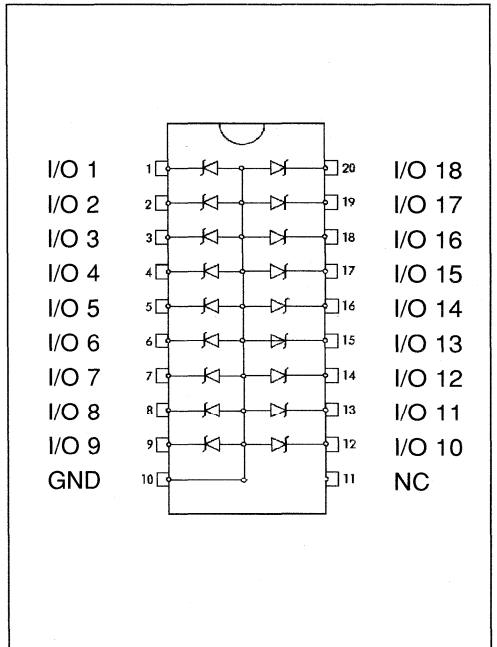 I/O 1 1 20 I/O 18
I/O 2 2 19 I/O 17
I/O 3 3 18 I/O 16
I/O 4 4 17 I/O 15
I/O 5 5 16 I/O 14
I/O 6 6 15 I/O 13
I/O 7 7 14 I/O 12
I/O 8 8 13 I/O 11
I/O 9 9 12 I/O 10
GND 10 11 NC